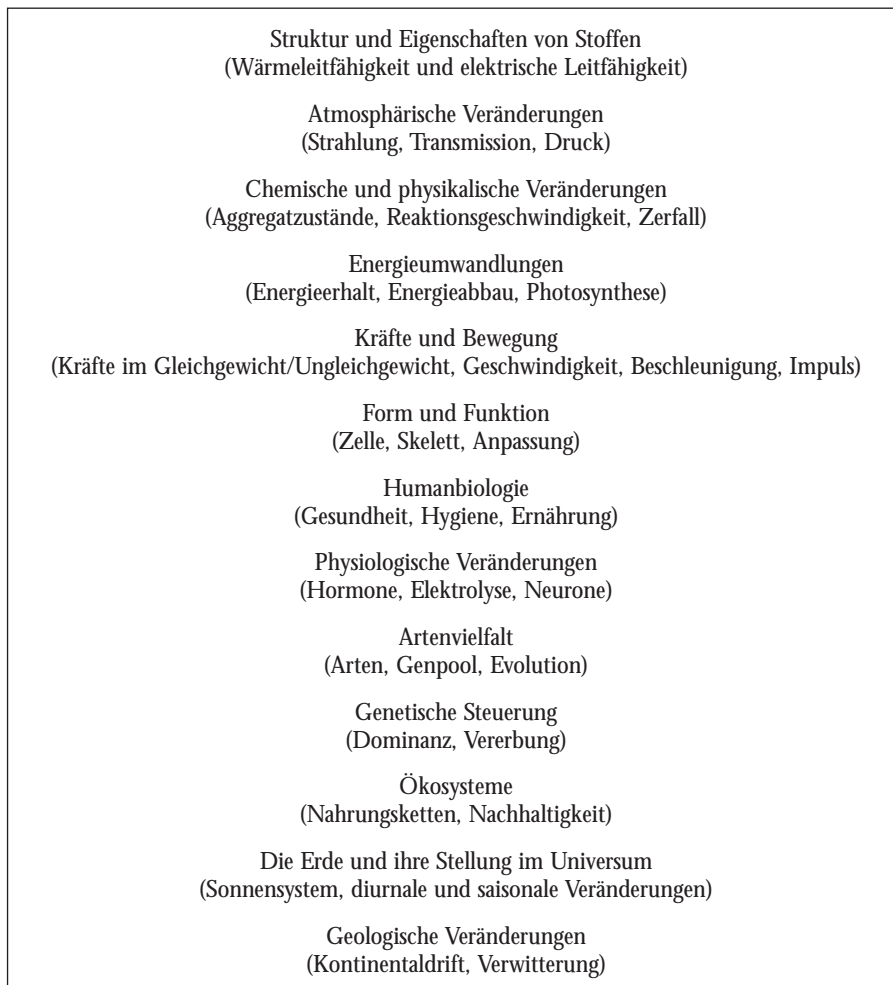 Struktur und Eigenschaften von Stoffen
(Wärmeleitfähigkeit und elektrische Leitfähigkeit)
Atmosphärische Veränderungen
(Strahlung, Transmission, Druck)
Chemische und physikalische Veränderungen
(Aggregatzustände, Reaktionsgeschwindigkeit, Zerfall)
Energieumwandlungen
(Energieerhalt, Energieabbau, Photosynthese)
Kräfte und Bewegung
(Kräfte im Gleichgewicht/Ungleichgewicht, Geschwindigkeit, Beschleunigung, Impuls)
Form und Funktion
(Zelle, Skelett, Anpassung)
Humanbiologie
(Gesundheit, Hygiene, Ernährung)
Physiologische Veränderungen
(Hormone, Elektrolyse, Neurone)
Artenvielfalt
(Arten, Genpool, Evolution)
Genetische Steuerung
(Dominanz, Vererbung)
Ökosysteme
(Nahrungsketten, Nachhaltigkeit)
Die Erde und ihre Stellung im Universum
(Sonnensystem, diurnale und saisonale Veränderungen)
Geologische Veränderungen
(Kontinentaldrift, Verwitterung)